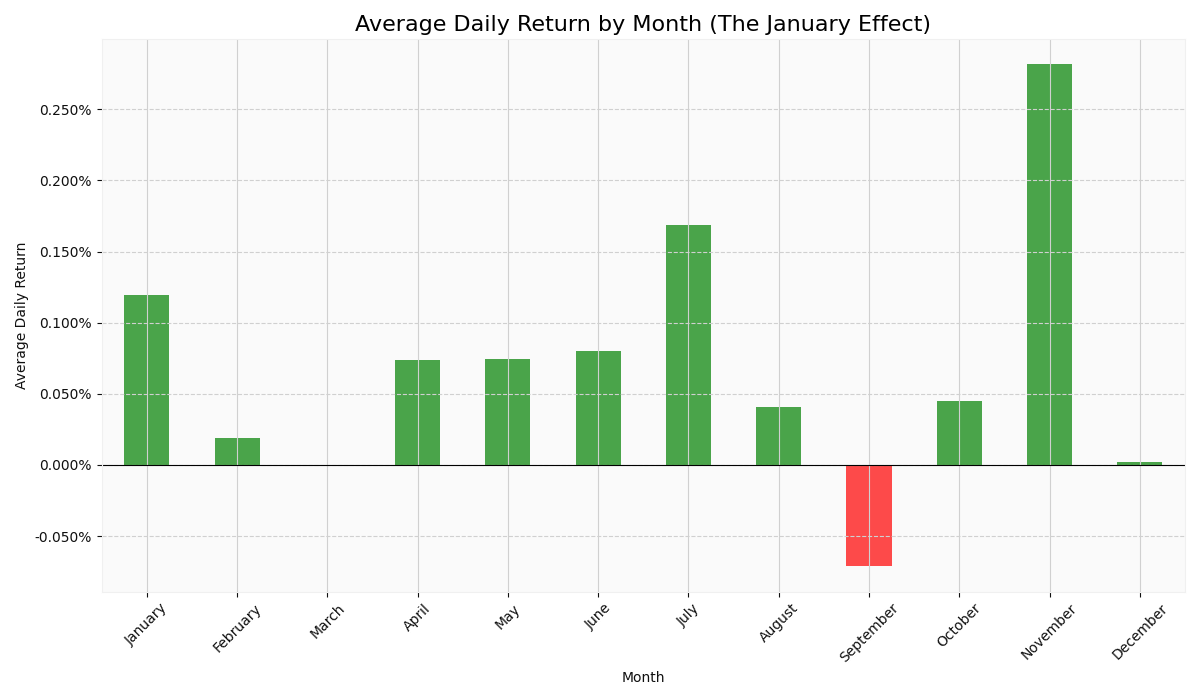 Average Daily Return by Month (The January Effect)
Average Daily Return
0.250%
0.200%
0.150%
0.100%
0.050%
0.000%
-0.050%
January
February
March
April
May
June
July
August
September
October
November
December
Month